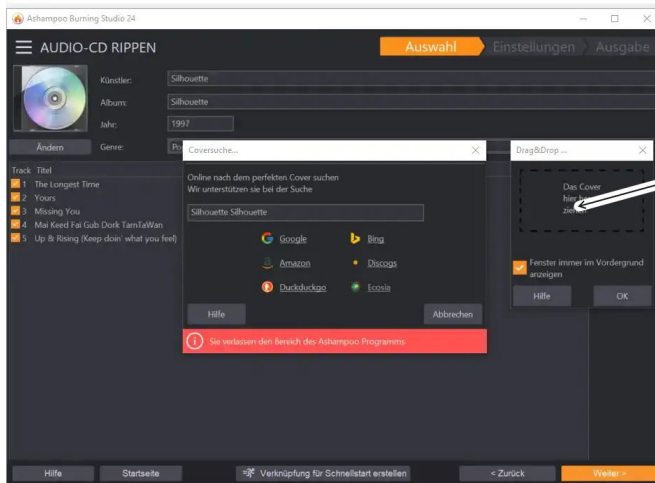 Ashampoo Burning Studio 24
AUDIO-CD RIPPEN
Auswahl
Einstellungen
Ausgabe
Künstler:
Silhouette
Album:
Silhouette
Jahr:
1997
Ändern
Genre:
Track Titel
1 The Longest Time
2 Yours
3 Missing You
4 Mai Keed Fai Gub Dork TamTaWan
5 Up & Rising (Keep doin' what you feel)
Coversuche...
Online nach dem perfekten Cover suchen
Wir unterstützen sie bei der Suche
Silhouette Silhouette
Google
Bing
Amazon
Discogs
Duckduckgo
Ecosia
Hilfe
Abbrechen
Sie verlassen den Bereich des Ashampoo Programms
Drag&Drop ...
Das Cover
hier
ziehen
Fenster immer im Vordergrund
anzeigen
Hilfe
OK
Hilfe
Startseite
Verknüpfung für Schnellstart erstellen
< Zurück
Weiter >